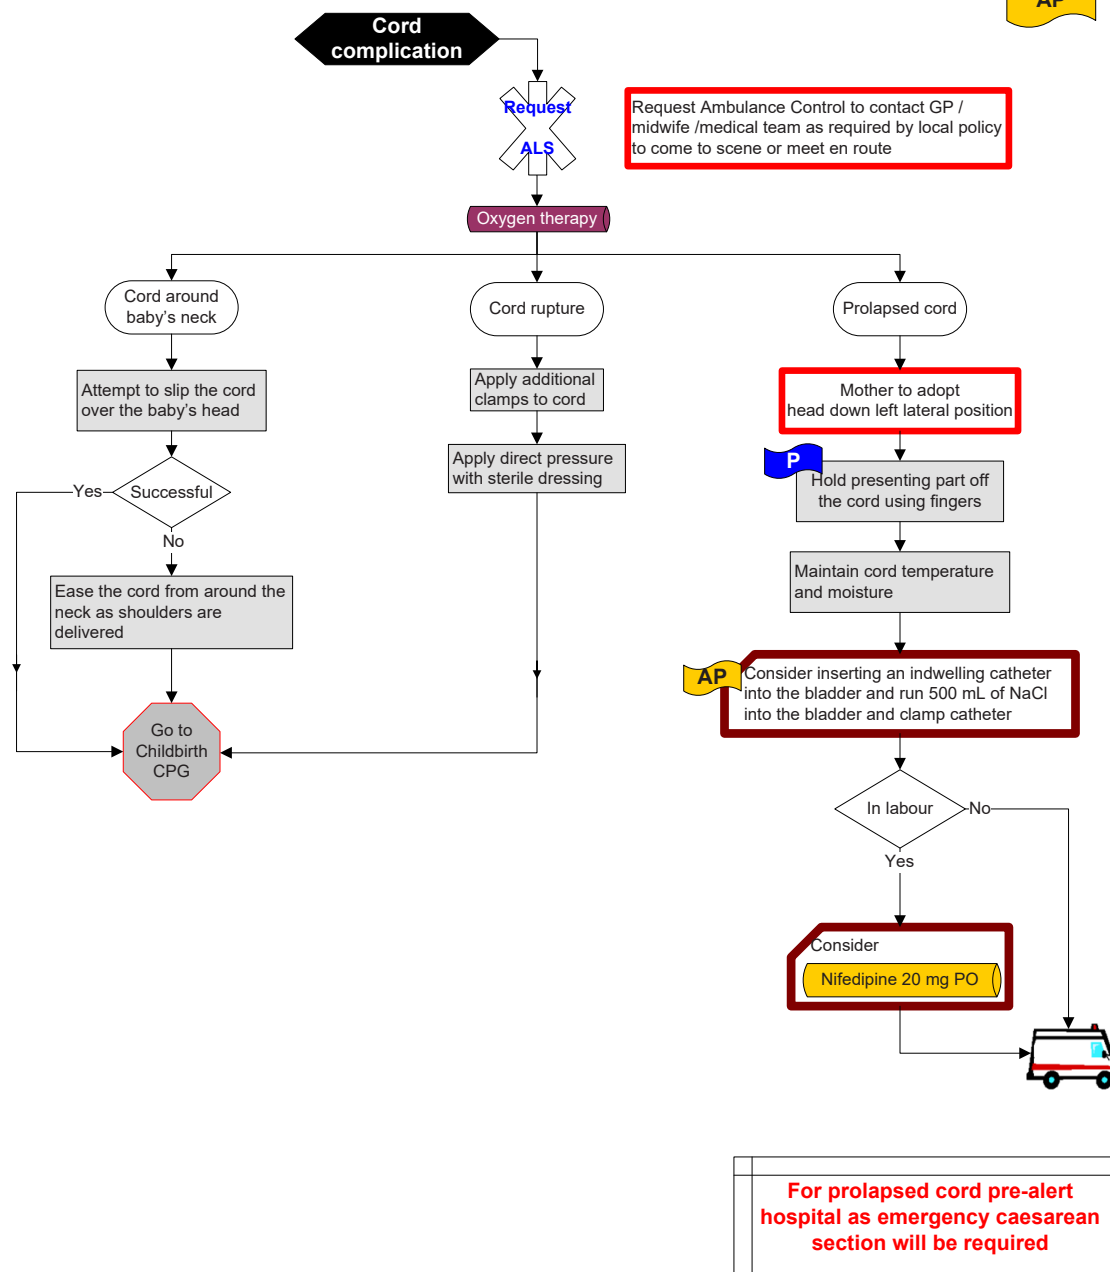 AP
Cord
complication
Request
ALS
Request Ambulance Control to contact GP /
midwife /medical team as required by local policy
to come to scene or meet en route
Oxygen therapy
Cord around
baby's neck
Cord rupture
Prolapsed cord
Attempt to slip the cord
over the baby's head
Apply additional
clamps to cord
Mother to adopt
head down left lateral position
Apply direct pressure
with sterile dressing
P
Hold presenting part off
the cord using fingers
Yes
Successful
No
Maintain cord temperature
and moisture
Ease the cord from around the
neck as shoulders are
delivered
AP
Consider inserting an indwelling catheter
into the bladder and run 500 mL of NaCl
into the bladder and clamp catheter
Go to
Childbirth
CPG
In labour
No
Yes
Consider
Nifedipine 20 mg PO
For prolapsed cord pre-alert
hospital as emergency caesarean
section will be required